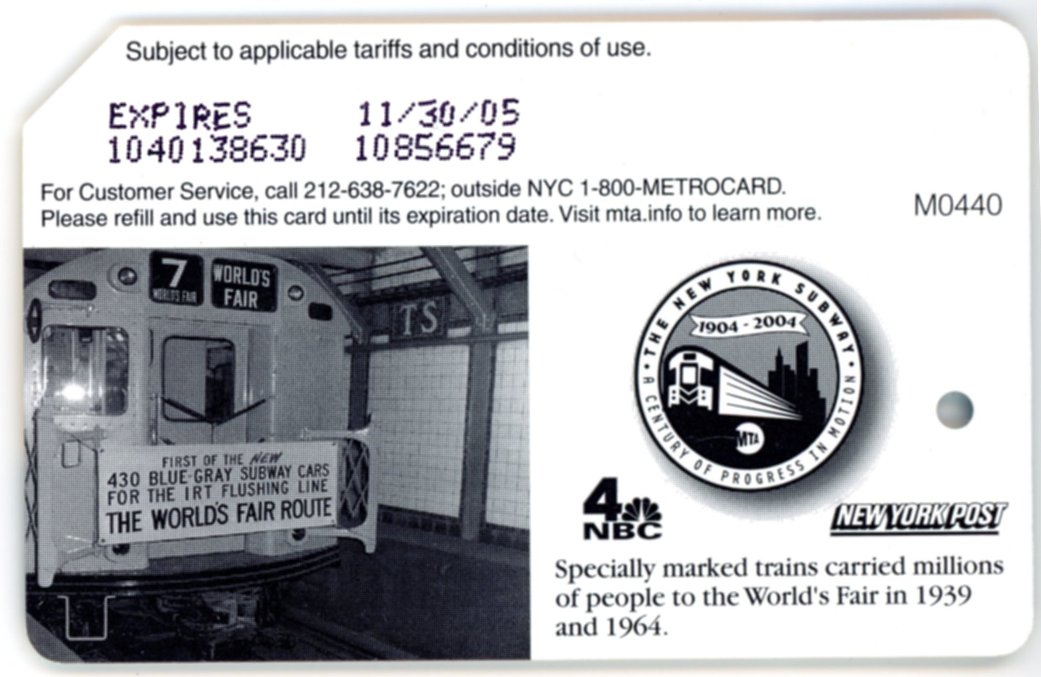 Subject to applicable tariffs and conditions of use.
EXPIRES 11/30/05
1040138630 10856679
For Customer Service, call 212-638-7622; outside NYC 1-800-METROCARD.
Please refill and use this card until its expiration date. Visit mta.info to learn more.
M0440
7
WORLD'S FAIR
WORLD'S
FAIR
TS
FIRST OF THE NEW
430 BLUE-GRAY SUBWAY CARS
FOR THE IRT FLUSHING LINE
THE WORLD'S FAIR ROUTE
• THE NEW YORK SUBWAY •
1904 - 2004
MTA
A CENTURY OF PROGRESS IN MOTION
4
NBC
NEW YORK POST
Specially marked trains carried millions
of people to the World's Fair in 1939
and 1964.